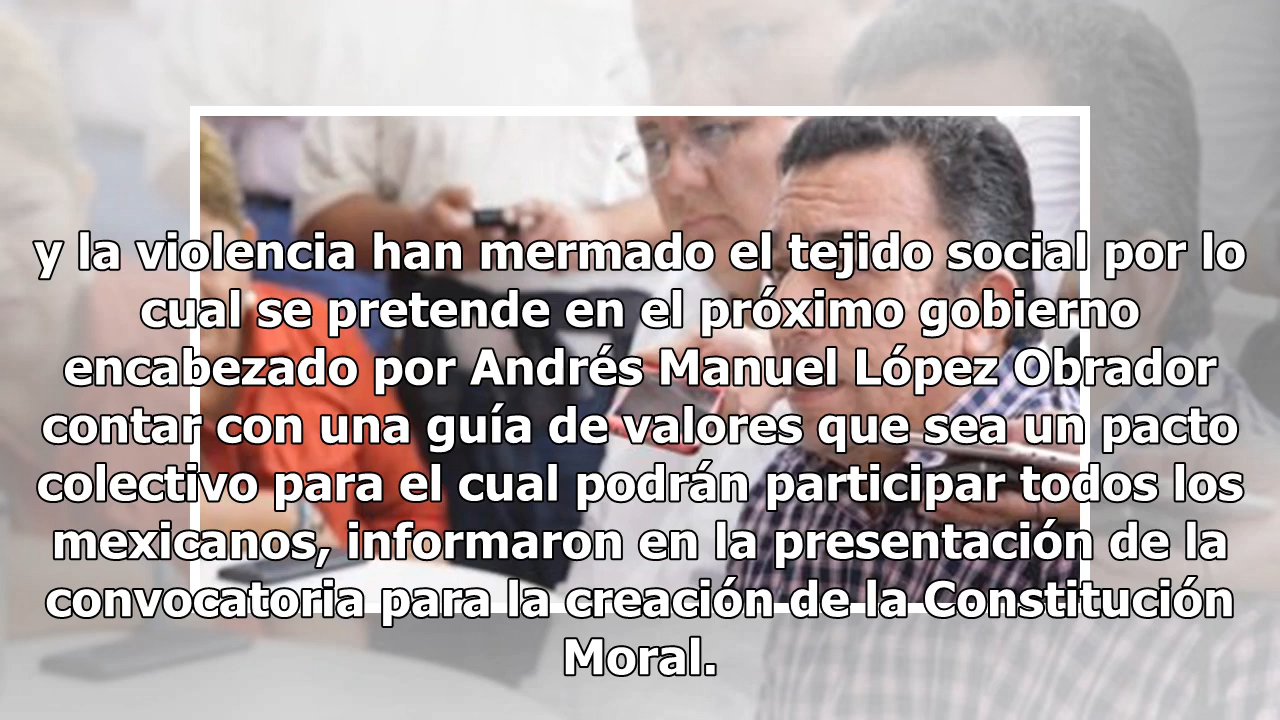 y la violencia han mermado el tejido social por lo
cual se pretende en el próximo gobierno
encabezado por Andrés Manuel López Obrador
contar con una guía de valores que sea un pacto
colectivo para el cual podrán participar todos los
mexicanos, informaron en la presentación de la
convocatoria para la creación de la Constitución
Moral.